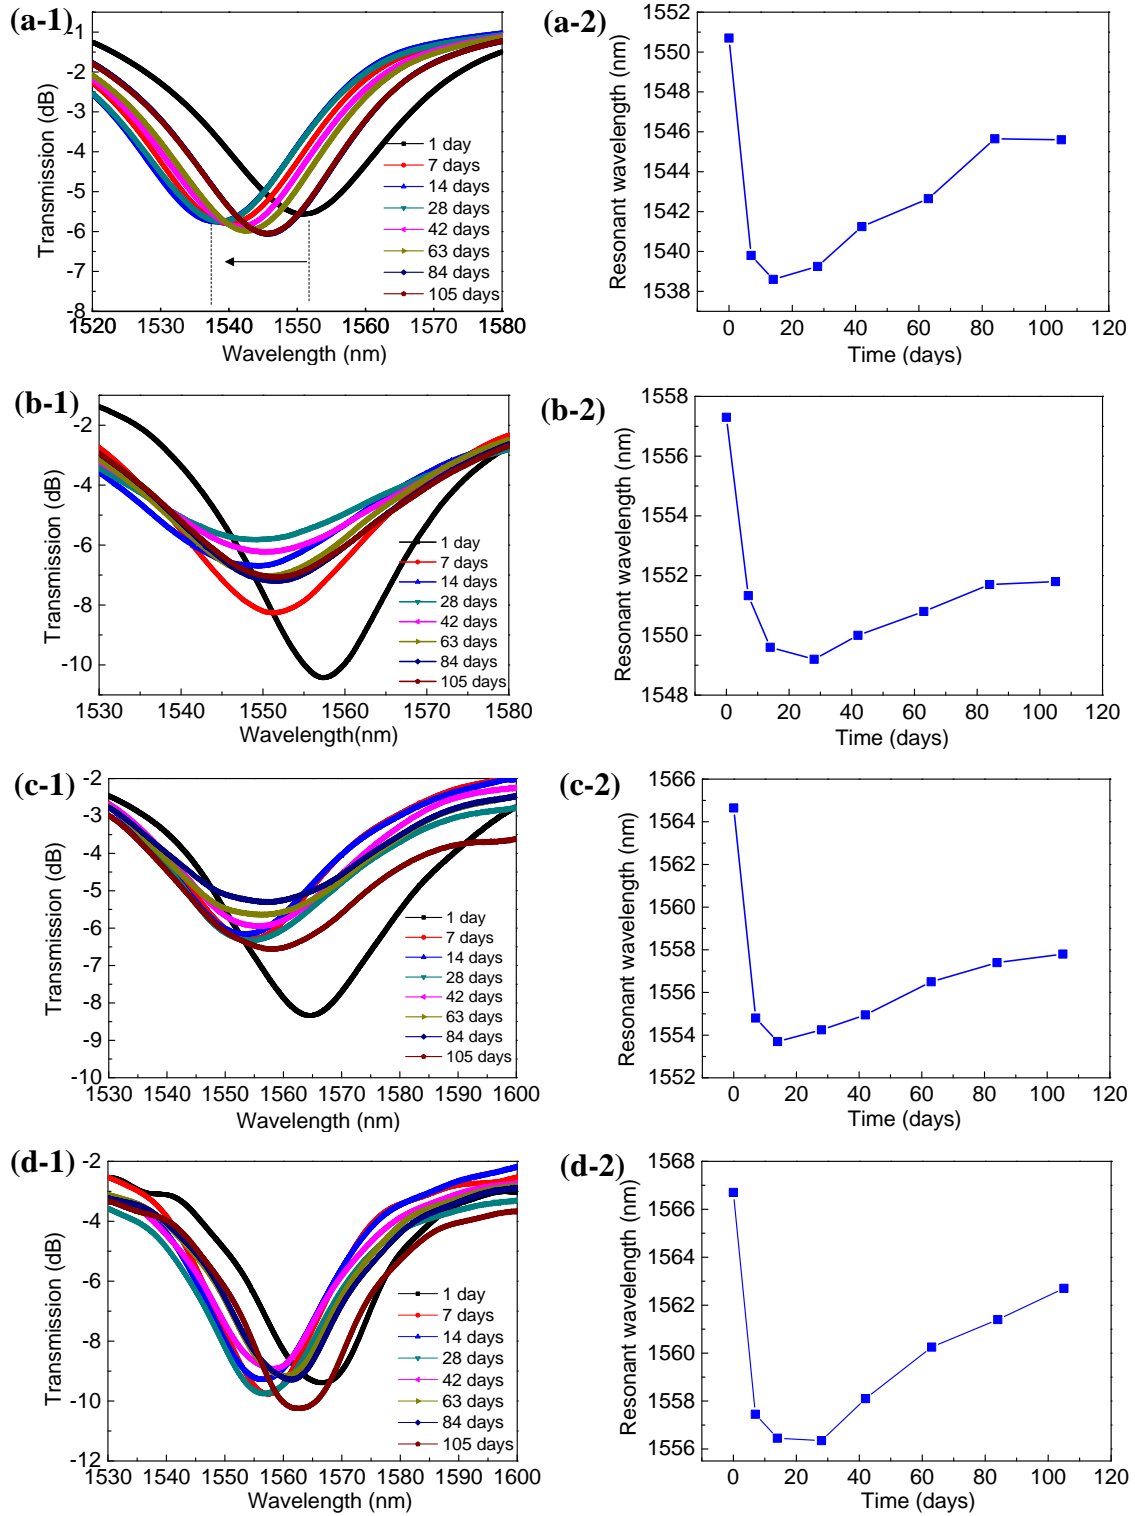 (a-1)
-1
-2
-3
-4
-5
-6
-7
-8
1520 1530 1540 1550 1560 1570 1580
Wavelength (nm)
Transmission (dB)
1 day
7 days
14 days
28 days
42 days
63 days
84 days
105 days
(a-2)
1552
1550
1548
1546
1544
1542
1540
1538
0 20 40 60 80 100 120
Time (days)
Resonant wavelength (nm)
(b-1)
-2
-4
-6
-8
-10
1530 1540 1550 1560 1570 1580
Wavelength(nm)
Transmission (dB)
1 day
7 days
14 days
28 days
42 days
63 days
84 days
105 days
(b-2)
1558
1556
1554
1552
1550
1548
0 20 40 60 80 100 120
Time (days)
Resonant wavelength (nm)
(c-1)
-2
-3
-4
-5
-6
-7
-8
-9
-10
1530 1540 1550 1560 1570 1580 1590 1600
Wavelength (nm)
Transmission (dB)
1 day
7 days
14 days
28 days
42 days
63 days
84 days
105 days
(c-2)
1566
1564
1562
1560
1558
1556
1554
1552
0 20 40 60 80 100 120
Time (days)
Resonant wavelength (nm)
(d-1)
-2
-4
-6
-8
-10
-12
1530 1540 1550 1560 1570 1580 1590 1600
Wavelength (nm)
Transmission (dB)
1 day
7 days
14 days
28 days
42 days
63 days
84 days
105 days
(d-2)
1568
1566
1564
1562
1560
1558
1556
0 20 40 60 80 100 120
Time (days)
Resonant wavelength (nm)